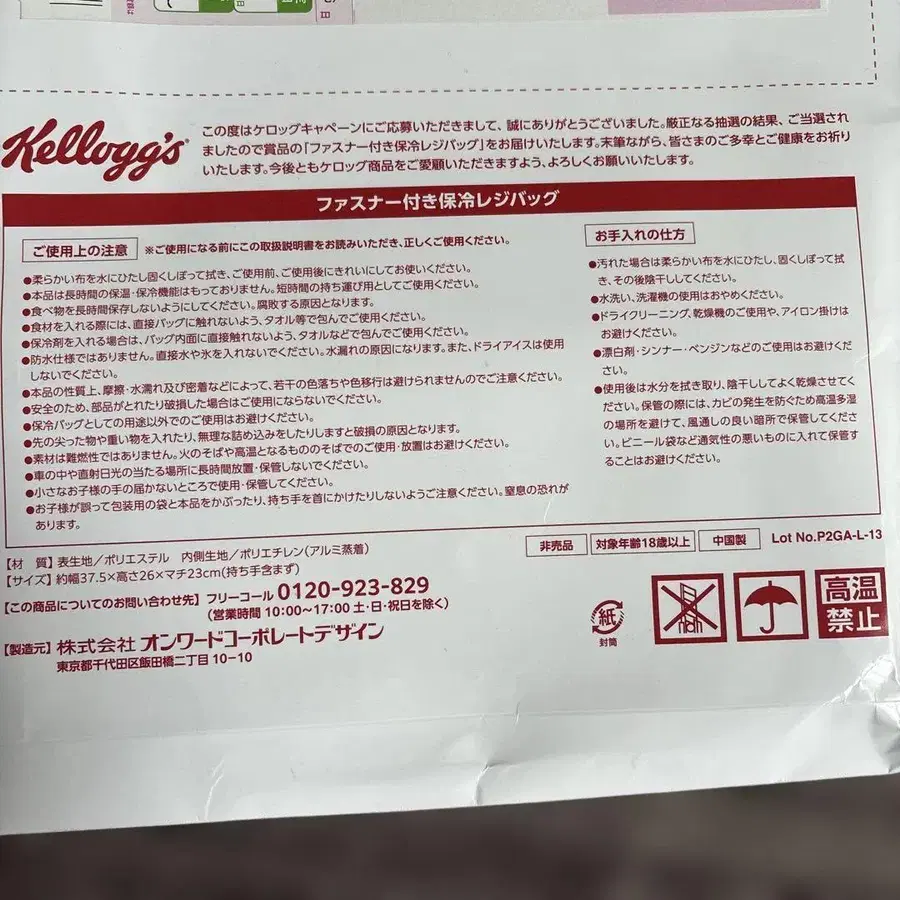 Kellogg's
この度はケロッグキャンペーンにご応募いただきまして、誠にありがとうございました。厳正なる抽選の結果、ご当選され
ましたので賞品の「ファスナー付き保冷レジバッグ」をお届けいたします。末筆ながら、皆さまのご多幸とご健康をお祈り
いたします。今後ともケロッグ商品をご愛顧いただきますよう、よろしくお願いいたします。
ファスナー付き保冷レジバッグ
ご使用上の注意 ※ご使用になる前にこの取扱説明書をお読みいただき、正しくご使用ください。
●柔らかい布を水にひたし固くしぼって拭き、ご使用前、ご使用後にきれいにしてお使いください。
●本品は長時間の保温・保冷機能はもっておりません。短時間の持ち運び用としてご使用ください。
●食べ物を長時間保存しないようにしてください。腐敗する原因となります。
●食材を入れる際には、直接バッグに触れないよう、タオル等で包んでご使用ください。
●保冷剤を入れる場合は、バッグ内面に直接触れないよう、タオルなどで包んでご使用ください。
●防水仕様ではありません。直接水や氷を入れないでください。水漏れの原因になります。また、ドライアイスは使用
しないでください。
●本品の性質上、摩擦・水濡れ及び密着などによって、若干の色落ちや色移行は避けられませんのでご注意ください。
●安全のため、部品がとれたり破損した場合はご使用にならないでください。
●保冷バッグとしての用途以外でのご使用はお避けください。
●先の尖った物や重い物を入れたり、無理な詰め込みをしたりしますと破損の原因となります。
●素材は難燃性ではありません。火のそばや高温となるもののそばでのご使用・放置はお避けください。
●車の中や直射日光の当たる場所に長時間放置・保管しないでください。
●小さなお子様の手の届かないところで使用・保管してください。
●お子様が誤って包装用の袋と本品をかぶったり、持ち手を首にかけたりしないようご注意ください。窒息の恐れが
あります。
お手入れの仕方
●汚れた場合は柔らかい布を水にひたし、固くしぼって拭
き、その後陰干ししてください。
●水洗い、洗濯機の使用はおやめください。
●ドライクリーニング、乾燥機のご使用や、アイロン掛けは
お避けください。
●漂白剤・シンナー・ベンジンなどのご使用はお避けくだ
さい。
●使用後は水分を拭き取り、陰干ししてよく乾燥させてく
ださい。保管の際には、カビの発生を防ぐため高温多湿
の場所を避けて、風通しの良い暗所で保管してくださ
い。ビニール袋など通気性の悪いものに入れて保管す
ることはお避けください。
【材 質】表生地／ポリエステル 内側生地／ポリエチレン(アルミ蒸着)
【サイズ】約幅37.5×高さ26×マチ23cm(持ち手含まず)
【この商品についてのお問い合わせ先】フリーコール 0120-923-829
(営業時間 10:00〜17:00 土・日・祝日を除く)
【製造元】株式会社 オンワードコーポレートデザイン
東京都千代田区飯田橋二丁目10-10
非売品 対象年齢18歳以上 中国製 Lot No.P2GA-L-13
紙
封筒
高温
禁止